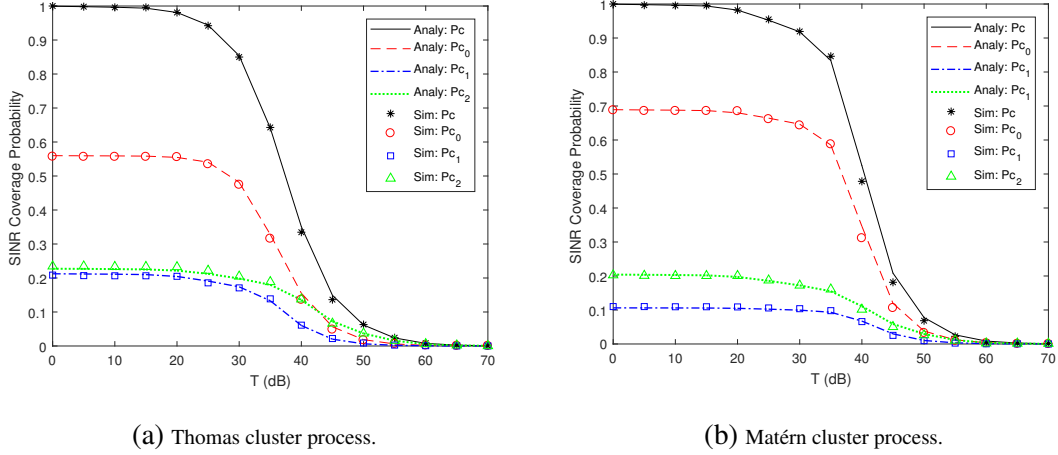 1
0.9
0.8
0.7
0.6
0.5
0.4
0.3
0.2
0.1
0
SINR Coverage Probability
0 10 20 30 40 50 60 70
T (dB)
Analy: Pc
Analy: Pc₀
Analy: Pc₁
Analy: Pc₂
Sim: Pc
Sim: Pc₀
Sim: Pc₁
Sim: Pc₂
(a) Thomas cluster process.
1
0.9
0.8
0.7
0.6
0.5
0.4
0.3
0.2
0.1
0
SINR Coverage Probability
0 10 20 30 40 50 60 70
T (dB)
Analy: Pc
Analy: Pc₀
Analy: Pc₁
Analy: Pc₁
Sim: Pc
Sim: Pc₀
Sim: Pc₁
Sim: Pc₂
(b) Matérn cluster process.